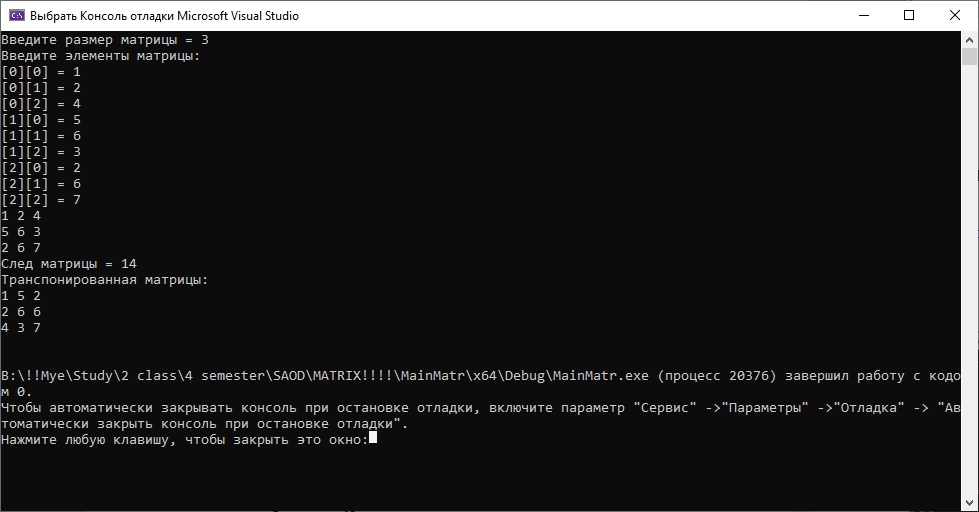 Выбрать Консоль отладки Microsoft Visual Studio
Введите размер матрицы = 3
Введите элементы матрицы:
[0][0] = 1
[0][1] = 2
[0][2] = 4
[1][0] = 5
[1][1] = 6
[1][2] = 3
[2][0] = 2
[2][1] = 6
[2][2] = 7
1 2 4
5 6 3
2 6 7
След матрицы = 14
Транспонированная матрицы:
1 5 2
2 6 6
4 3 7
B:\!!Mye\Study\2 class\4 semester\SAOD\MATRIX!!!!\MainMatr\x64\Debug\MainMatr.exe (процесс 20376) завершил работу с кодо
м 0.
Чтобы автоматически закрывать консоль при остановке отладки, включите параметр "Сервис" ->"Параметры" ->"Отладка" -> "Ав
томатически закрыть консоль при остановке отладки".
Нажмите любую клавишу, чтобы закрыть это окно: